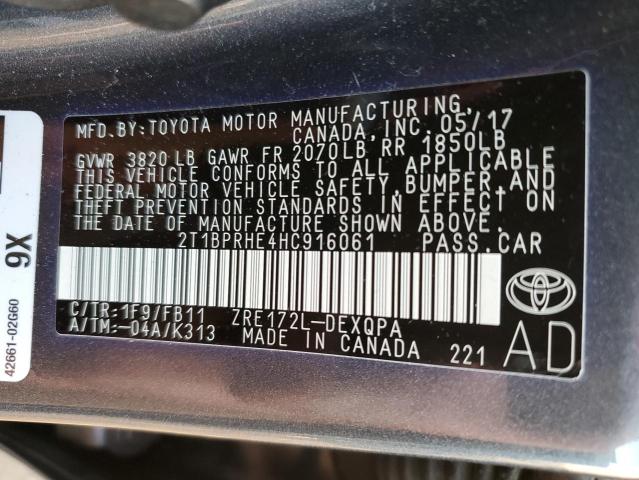 MFD.BY:TOYOTA MOTOR MANUFACTURING,
CANADA,INC. 05/17
GVWR 3820LB GAWR FR 2070LB, RR 1850LB
THIS VEHICLE CONFORMS TO ALL APPLICABLE
FEDERAL MOTOR VEHICLE SAFETY,BUMPER,AND
THEFT PREVENTION STANDARDS IN EFFECT ON
THE DATE OF MANUFACTURE SHOWN ABOVE.
2T1BPRHE4HC916061 PASS.CAR
C/TR:1F9/FB11 ZRE172L-DEXQPA
A/TM:-04A/K313 MADE IN CANADA 221
AD
TOYOTA
9X
42661-02G60